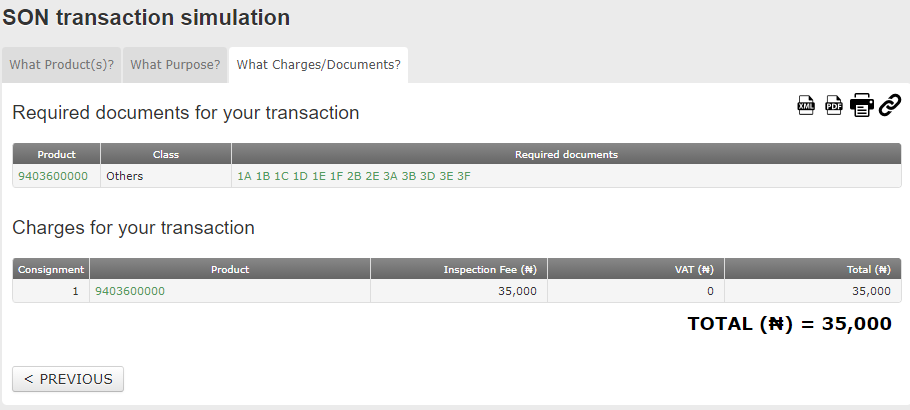 SON transaction simulation
What Product(s)? What Purpose? What Charges/Documents?
XML PDF
Required documents for your transaction
Product Class Required documents
9403600000 Others 1A 1B 1C 1D 1E 1F 2B 2E 3A 3B 3D 3E 3F
Charges for your transaction
Consignment Product Inspection Fee (₦) VAT (₦) Total (₦)
1 9403600000 35,000 0 35,000
TOTAL (₦) = 35,000
< PREVIOUS